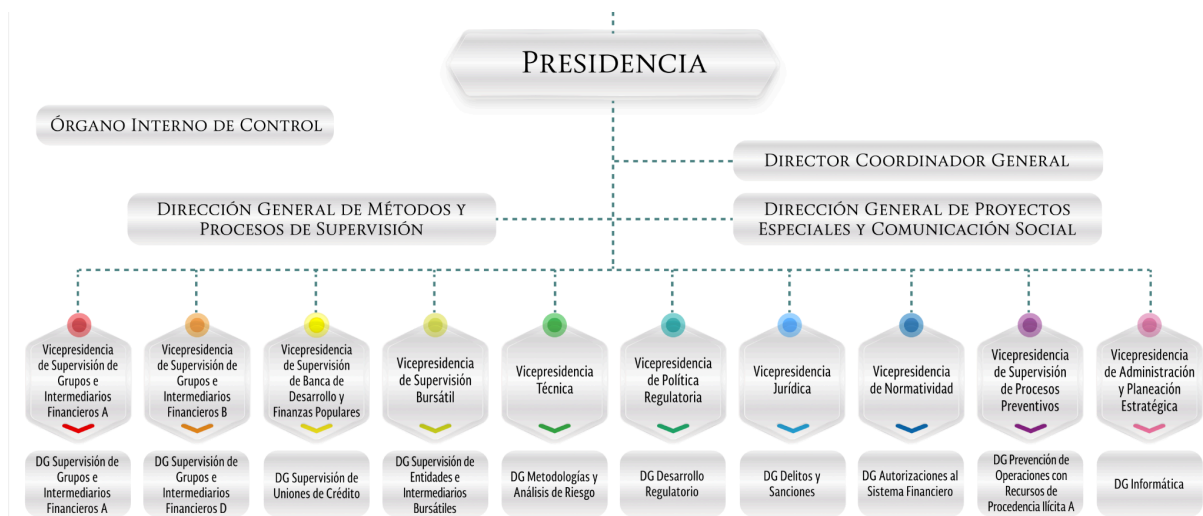 PRESIDENCIA
ÓRGANO INTERNO DE CONTROL
DIRECTOR COORDINADOR GENERAL
DIRECCIÓN GENERAL DE MÉTODOS Y
PROCESOS DE SUPERVISIÓN
DIRECCIÓN GENERAL DE PROYECTOS
ESPECIALES Y COMUNICACIÓN SOCIAL
Vicepresidencia
de Supervisión de
Grupos e
Intermediarios
Financieros A
Vicepresidencia
de Supervisión de
Grupos e
Intermediarios
Financieros B
Vicepresidencia
de Supervisión
de Banca de
Desarrollo y
Finanzas Populares
Vicepresidencia
de Supervisión
Bursátil
Vicepresidencia
Técnica
Vicepresidencia
de Política
Regulatoria
Vicepresidencia
Jurídica
Vicepresidencia
de Normatividad
Vicepresidencia
de Supervisión
de Procesos
Preventivos
Vicepresidencia
de Administración
y Planeación
Estratégica
DG Supervisión de
Grupos e
Intermediarios
Financieros A
DG Supervisión de
Grupos e
Intermediarios
Financieros D
DG Supervisión de
Uniones de Crédito
DG Supervisión de
Entidades e
Intermediarios
Bursátiles
DG Metodologías y
Análisis de Riesgo
DG Desarrollo
Regulatorio
DG Delitos y
Sanciones
DG Autorizaciones al
Sistema Financiero
DG Prevención de
Operaciones con
Recursos de
Procedencia Ilícita A
DG Informática